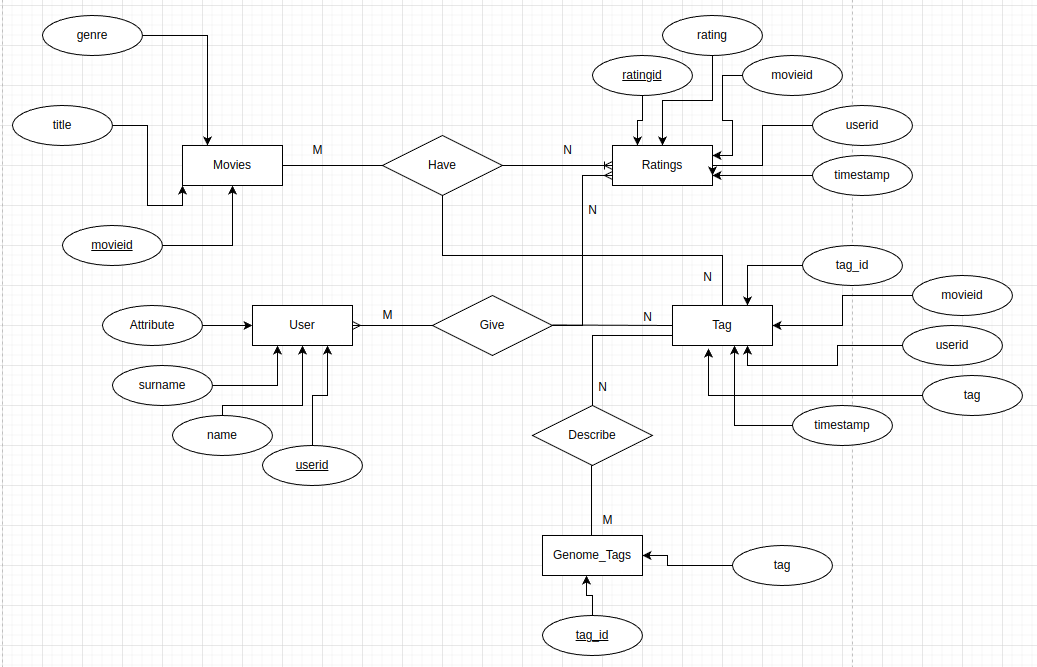 genre
rating
ratingid
movieid
title
userid
Movies
M
Have
N
Ratings
timestamp
N
movieid
N
tag_id
movieid
Attribute
User
M
Give
N
Tag
userid
surname
N
tag
name
Describe
timestamp
userid
M
Genome_Tags
tag
tag_id